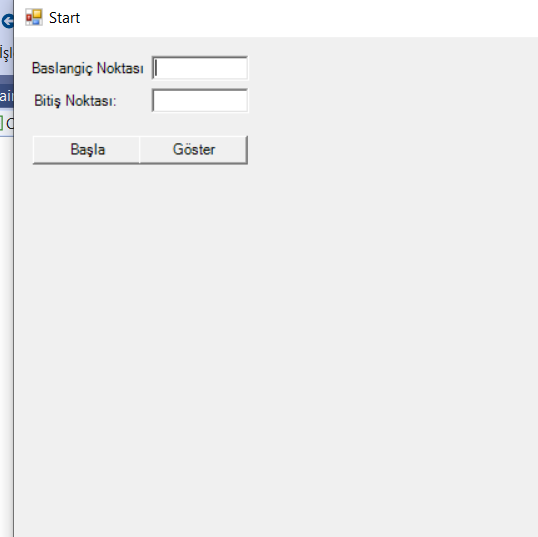 Start
Baslangiç Noktası
Bitiş Noktası:
Başla Göster